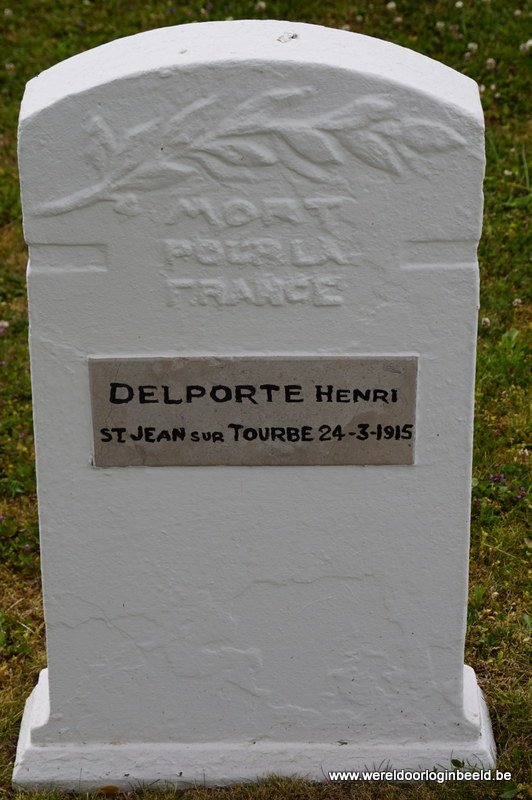 MORT
POUR LA
FRANCE
DELPORTE HENRI
ST JEAN SUR TOURBE 24-3-1915
www.wereldoorloginbeeld.be